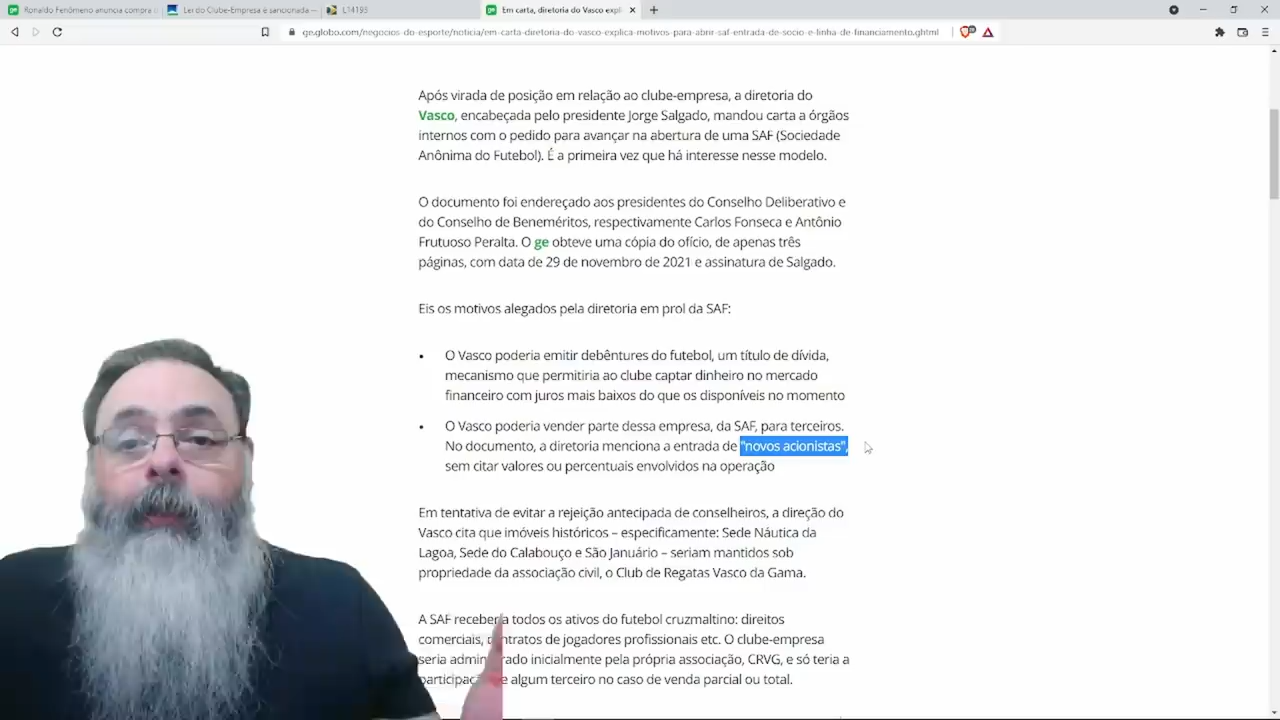 Ronaldo Fenômeno anuncia compra d
Lei do Clube-Empresa é sancionada —
L14193
Em carta, diretoria do Vasco expl
ge.globo.com/negocios-do-esporte/noticia/em-carta-diretoria-do-vasco-explica-motivos-para-abrir-saf-entrada-de-socio-e-linha-de-financiamento.ghtml
Após virada de posição em relação ao clube-empresa, a diretoria do
Vasco, encabeçada pelo presidente Jorge Salgado, mandou carta a órgãos
internos com o pedido para avançar na abertura de uma SAF (Sociedade
Anônima do Futebol). É a primeira vez que há interesse nesse modelo.
O documento foi endereçado aos presidentes do Conselho Deliberativo e
do Conselho de Beneméritos, respectivamente Carlos Fonseca e Antônio
Frutuoso Peralta. O ge obteve uma cópia do ofício, de apenas três
páginas, com data de 29 de novembro de 2021 e assinatura de Salgado.
Eis os motivos alegados pela diretoria em prol da SAF:
• O Vasco poderia emitir debêntures do futebol, um título de dívida,
mecanismo que permitiria ao clube captar dinheiro no mercado
financeiro com juros mais baixos do que os disponíveis no momento
• O Vasco poderia vender parte dessa empresa, da SAF, para terceiros.
No documento, a diretoria menciona a entrada de "novos acionistas",
sem citar valores ou percentuais envolvidos na operação
Em tentativa de evitar a rejeição antecipada de conselheiros, a direção do
Vasco cita que imóveis históricos – especificamente: Sede Náutica da
Lagoa, Sede do Calabouço e São Januário – seriam mantidos sob
propriedade da associação civil, o Club de Regatas Vasco da Gama.
A SAF receberia todos os ativos do futebol cruzmaltino: direitos
comerciais, contratos de jogadores profissionais etc. O clube-empresa
seria administrado inicialmente pela própria associação, CRVG, e só teria a
participação de algum terceiro no caso de venda parcial ou total.